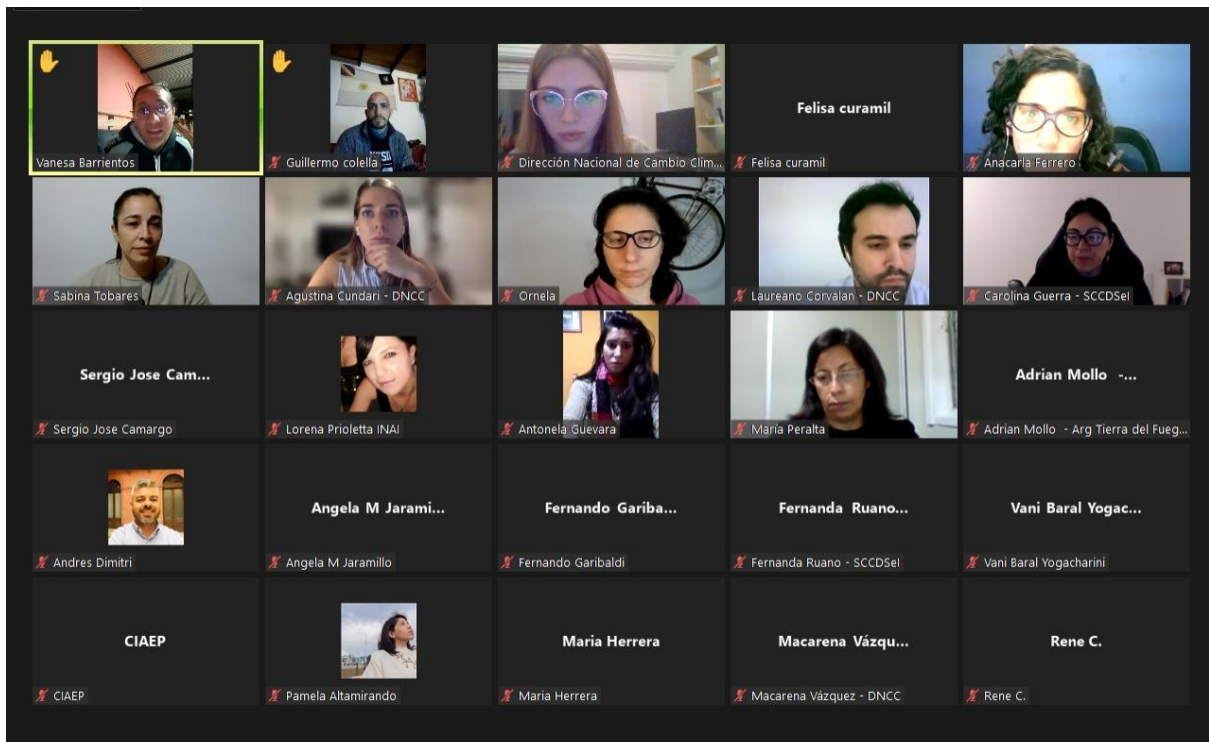 Vanesa Barrientos
Guillermo colella
Dirección Nacional de Cambio Clim...
Felisa curamil
Felisa curamil
Anacarla Ferrero
Sabina Tobares
Agustina Cundari - DNCC
Ornela
Laureano Corvalan - DNCC
Carolina Guerra - SCCDSeI
Sergio Jose Cam...
Sergio Jose Camargo
Lorena Prioletta INAI
Antonela Guevara
Maria Peralta
Adrian Mollo -...
Adrian Mollo - Arg Tierra del Fueg...
Andres Dimitri
Angela M Jarami...
Angela M Jaramillo
Fernando Gariba...
Fernando Garibaldi
Fernanda Ruano...
Fernanda Ruano - SCCDSeI
Vani Baral Yogac...
Vani Baral Yogacharini
CIAEP
CIAEP
Pamela Altamirando
Maria Herrera
Maria Herrera
Macarena Vázqu...
Macarena Vázquez - DNCC
Rene C.
Rene C.